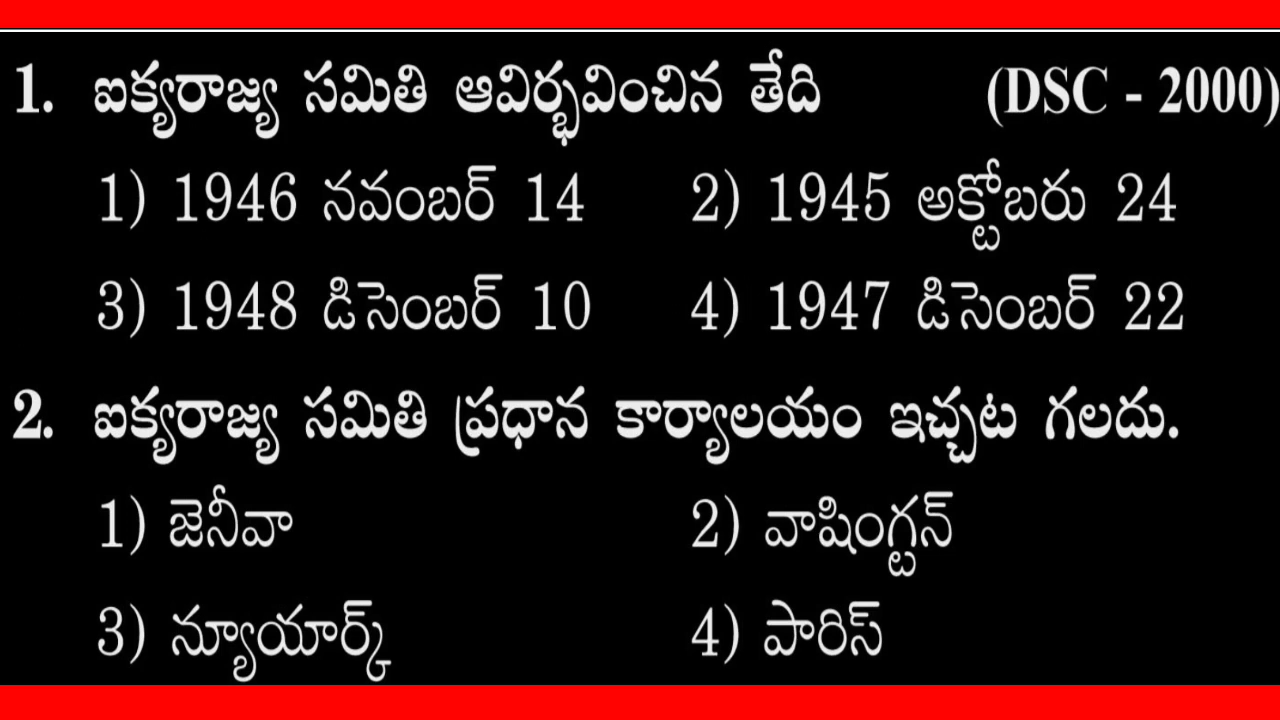 1. ఐక్యరాజ్య సమితి ఆవిర్భవించిన తేది (DSC - 2000)
1) 1946 నవంబర్ 14 2) 1945 అక్టోబరు 24
3) 1948 డిసెంబర్ 10 4) 1947 డిసెంబర్ 22
2. ఐక్యరాజ్య సమితి ప్రధాన కార్యాలయం ఇచ్చట గలదు.
1) జెనీవా 2) వాషింగ్టన్
3) న్యూయార్క్ 4) పారిస్